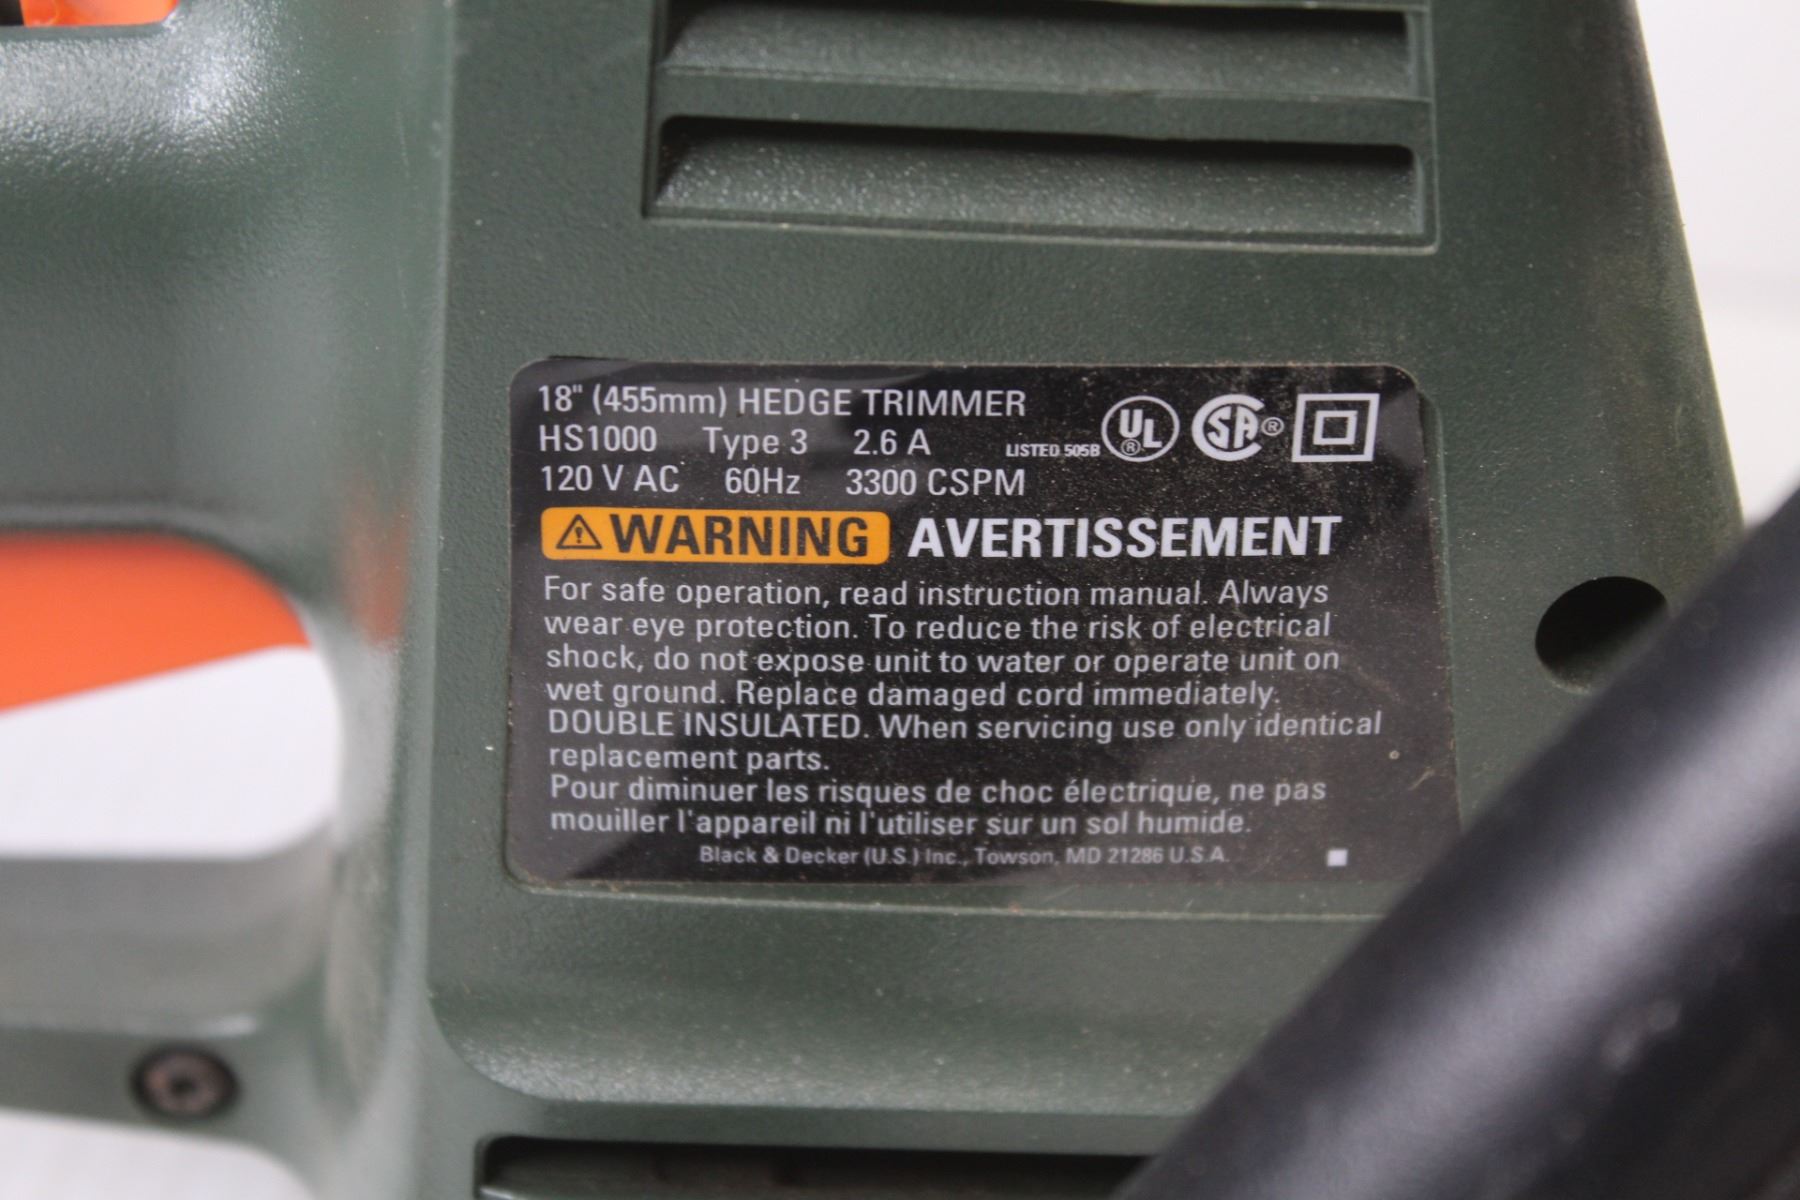 18" (455mm) HEDGE TRIMMER
HS1000 Type 3 2.6 A LISTED 505B UL® SA®
120 V AC 60Hz 3300 CSPM
WARNING AVERTISSEMENT
For safe operation, read instruction manual. Always
wear eye protection. To reduce the risk of electrical
shock, do not expose unit to water or operate unit on
wet ground. Replace damaged cord immediately.
DOUBLE INSULATED. When servicing use only identical
replacement parts.
Pour diminuer les risques de choc électrique, ne pas
mouiller l'appareil ni l'utiliser sur un sol humide.
Black & Decker (U.S.) Inc., Towson, MD 21286 U.S.A.